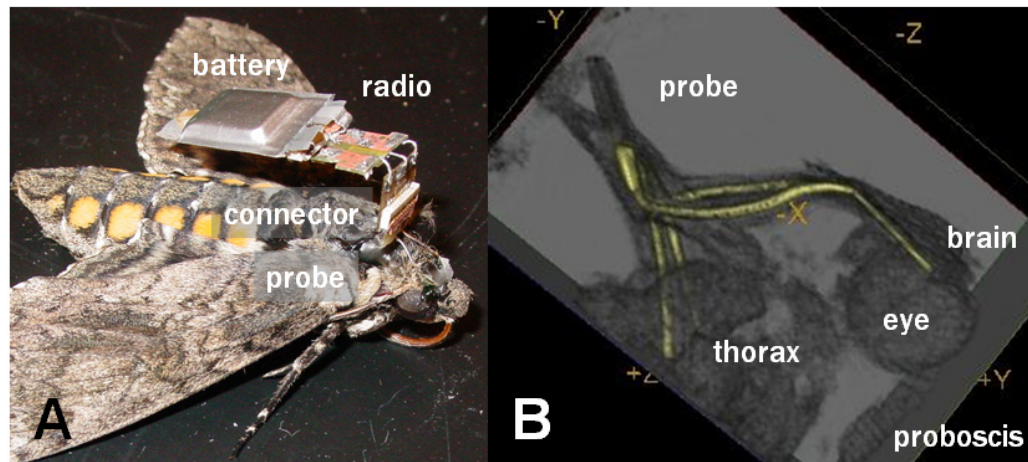 battery
radio
connector
probe
A
-Y
-Z
probe
-X
brain
eye
thorax
+Z
+Y
proboscis
B